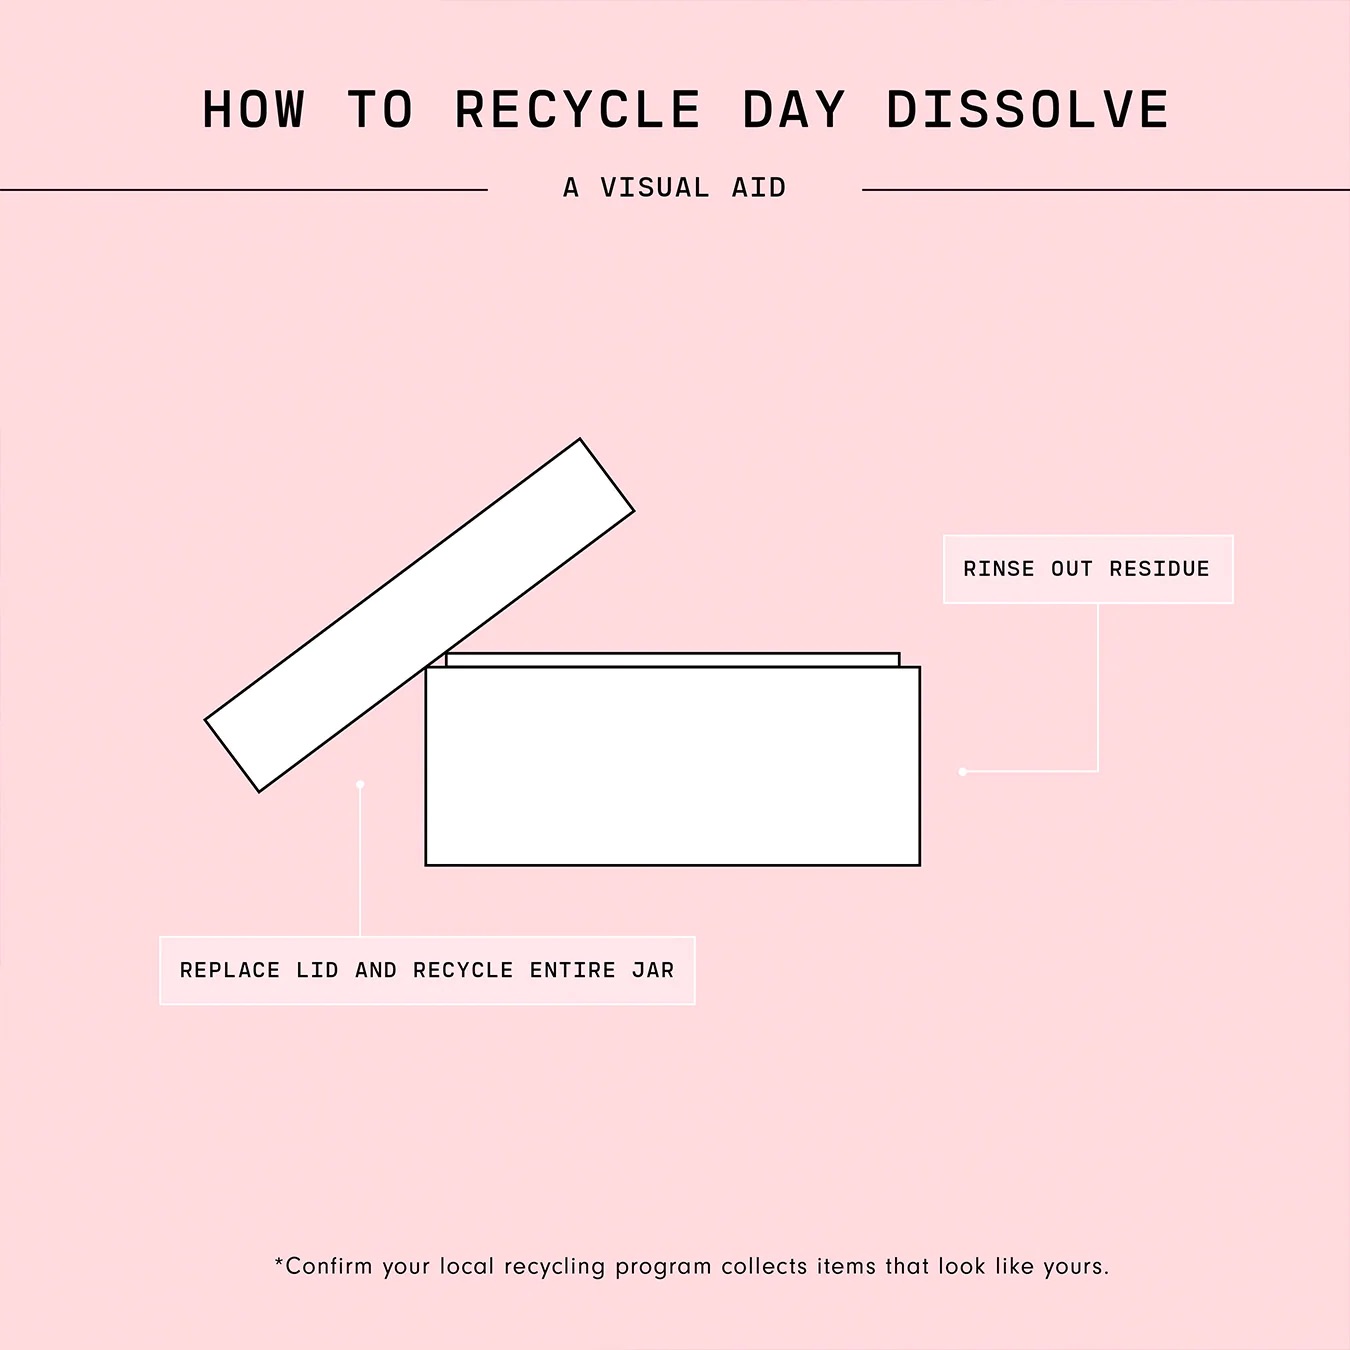 HOW TO RECYCLE DAY DISSOLVE
A VISUAL AID
RINSE OUT RESIDUE
REPLACE LID AND RECYCLE ENTIRE JAR
*Confirm your local recycling program collects items that look like yours.